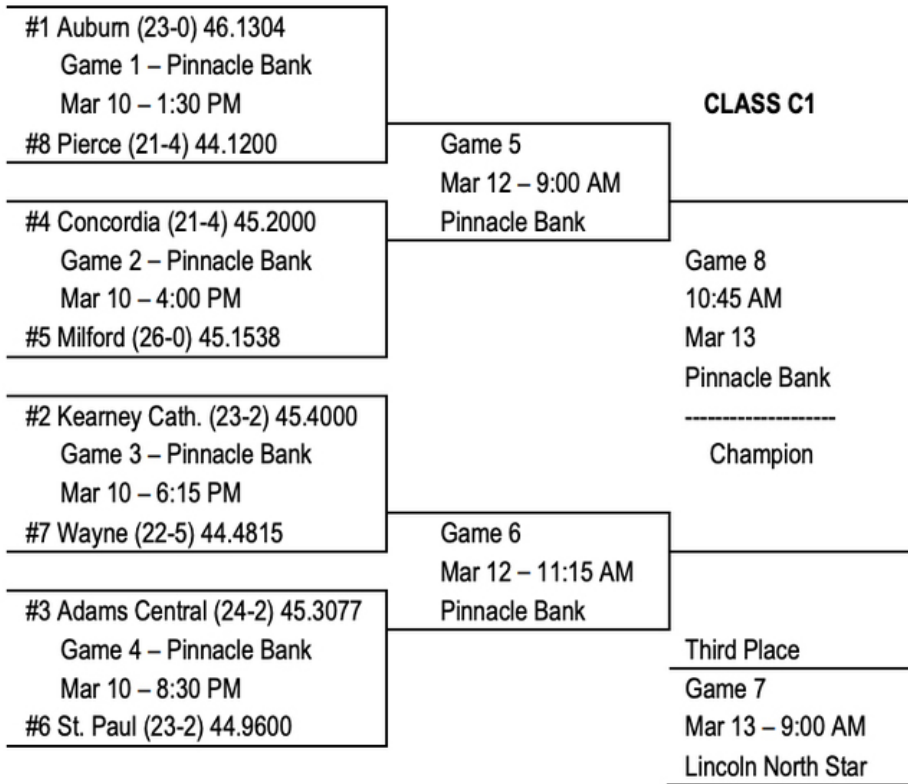 #1 Auburn (23-0) 46.1304
Game 1 – Pinnacle Bank
Mar 10 – 1:30 PM
#8 Pierce (21-4) 44.1200
#4 Concordia (21-4) 45.2000
Game 2 – Pinnacle Bank
Mar 10 – 4:00 PM
#5 Milford (26-0) 45.1538
#2 Kearney Cath. (23-2) 45.4000
Game 3 – Pinnacle Bank
Mar 10 – 6:15 PM
#7 Wayne (22-5) 44.4815
#3 Adams Central (24-2) 45.3077
Game 4 – Pinnacle Bank
Mar 10 – 8:30 PM
#6 St. Paul (23-2) 44.9600
Game 5
Mar 12 – 9:00 AM
Pinnacle Bank
Game 6
Mar 12 – 11:15 AM
Pinnacle Bank
CLASS C1
Game 8
10:45 AM
Mar 13
Pinnacle Bank
--------------------
Champion
Third Place
Game 7
Mar 13 – 9:00 AM
Lincoln North Star